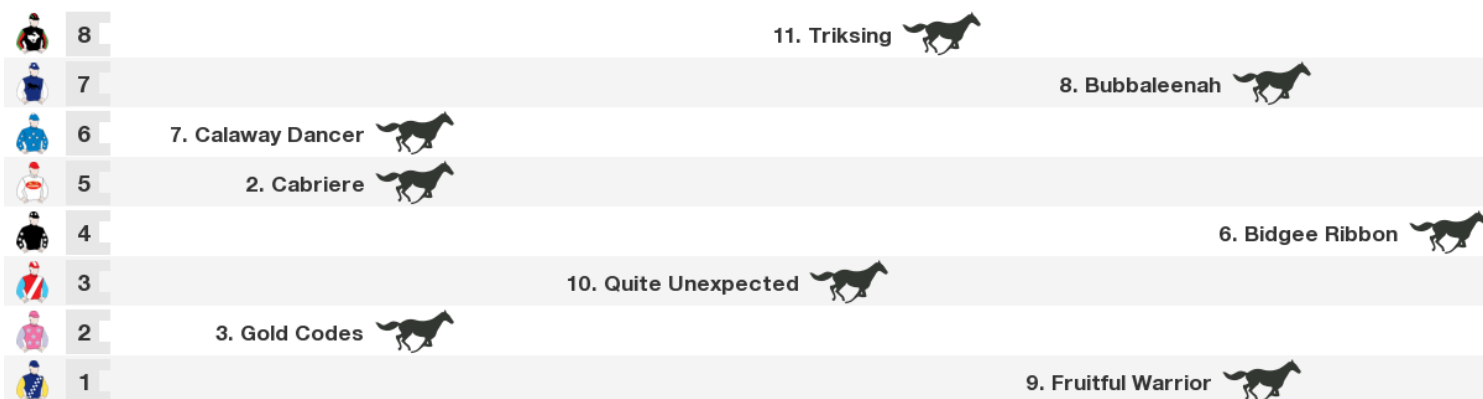 8 11. Triksing
7 8. Bubbaleenah
6 7. Calaway Dancer
5 2. Cabriere
4 6. Bidgee Ribbon
3 10. Quite Unexpected
2 3. Gold Codes
1 9. Fruitful Warrior